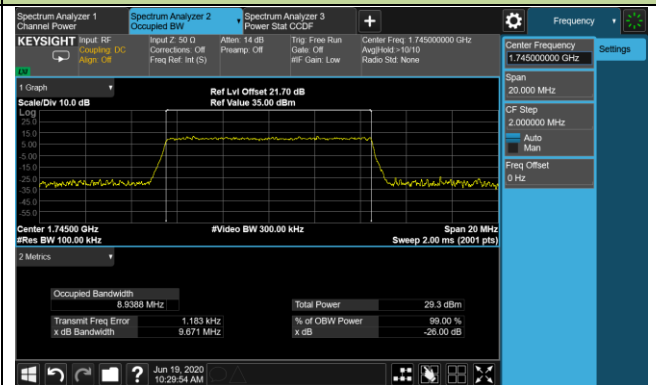 Spectrum Analyzer 1
Channel Power
Spectrum Analyzer 2
Occupied BW
Spectrum Analyzer 3
Power Stat CCDF
Frequency
KEYSIGHT
Input: RF
Coupling: DC
Align: Off
Input Z: 50 Ω
Corrections: Off
Freq Ref: Int (S)
Atten: 14 dB
Preamp: Off
Trig: Free Run
Gate: Off
#IF Gain: Low
Center Freq: 1.745000000 GHz
Avg|Hold:>10/10
Radio Std: None
Center Frequency
1.745000000 GHz
Settings
Span
20.000 MHz
CF Step
2.000000 MHz
Auto
Man
Freq Offset
0 Hz
1 Graph
Scale/Div 10.0 dB
Ref Lvl Offset 21.70 dB
Ref Value 35.00 dBm
Log
25.0
15.0
5.00
-5.00
-15.0
-25.0
-35.0
-45.0
-55.0
Center 1.74500 GHz
#Video BW 300.00 kHz
Span 20 MHz
#Res BW 100.00 kHz
Sweep 2.00 ms (2001 pts)
2 Metrics
Occupied Bandwidth
8.9388 MHz
Total Power 29.3 dBm
Transmit Freq Error 1.183 kHz
% of OBW Power 99.00 %
x dB Bandwidth 9.671 MHz
x dB -26.00 dB
Jun 19, 2020
10:29:54 AM